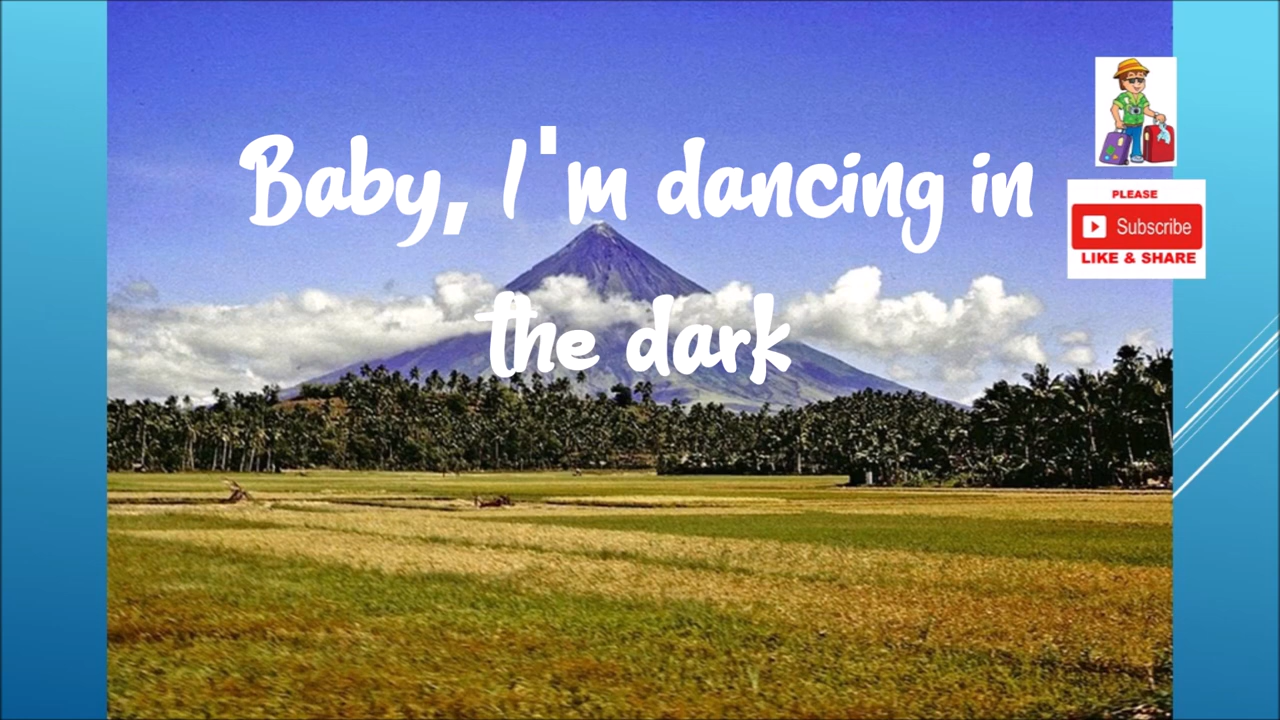 Baby, I'm dancing in
the dark
PLEASE
Subscribe
LIKE & SHARE